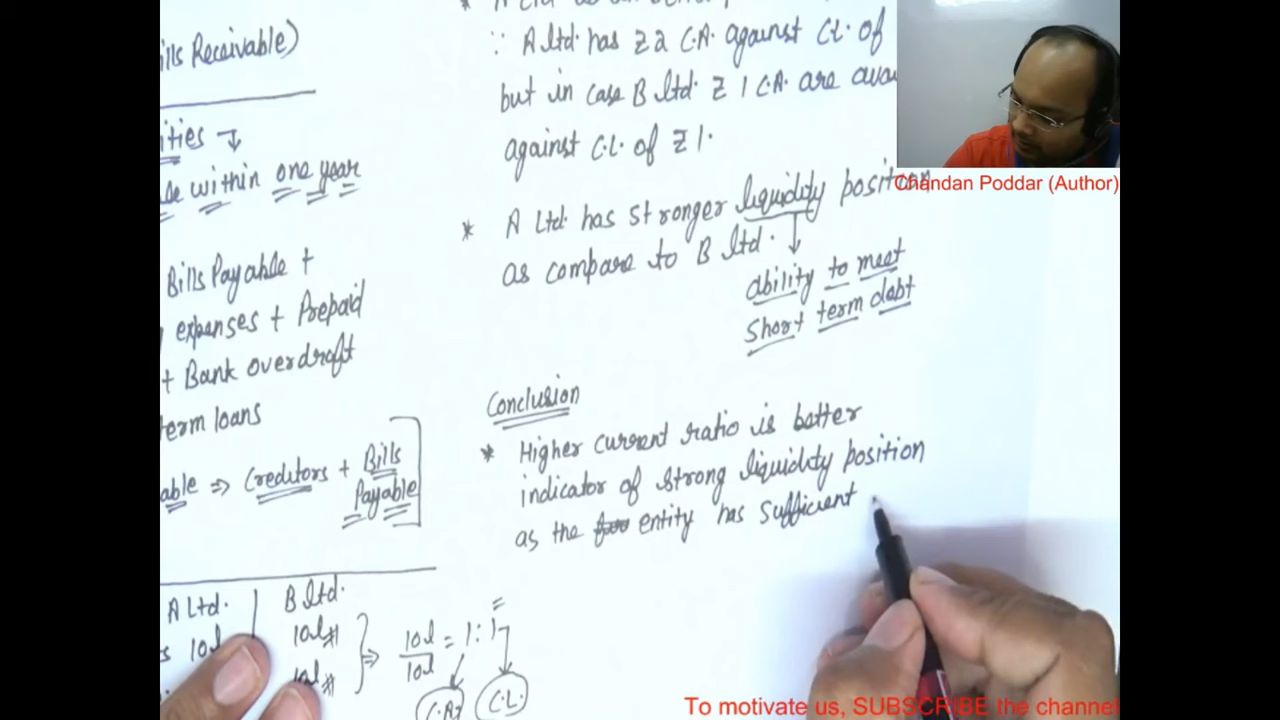 ills Receivable)
ities ↓
within one year
Bills Payable +
expenses + Prepaid
+ Bank overdraft
term loans
able ⇒ Creditors + Bills
Payable
A Ltd. | B ltd.
10l 10l
10l
10l/10l = 1:1
C.A. C.L.
∵ A ltd. has ₹2 C.A. against CL. of
but in case B ltd. ₹ 1 C.A. are
against C.L. of ₹ 1.
* A Ltd. has stronger liquidity position
as compare to B ltd.
ability to meet
short term debt
Conclusion
* Higher current ratio is better
indicator of strong liquidity position
as the entity has sufficient
Chandan Poddar (Author)
To motivate us, SUBSCRIBE the channel